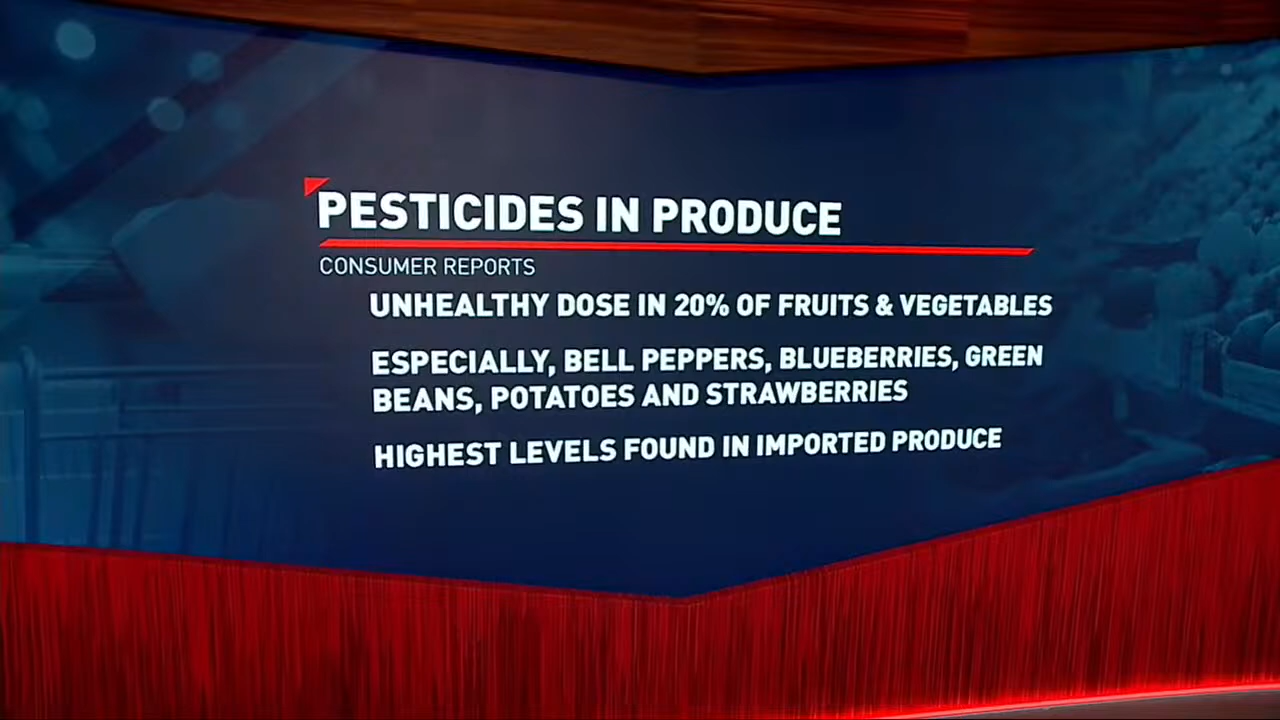 PESTICIDES IN PRODUCE
CONSUMER REPORTS
UNHEALTHY DOSE IN 20% OF FRUITS & VEGETABLES
ESPECIALLY, BELL PEPPERS, BLUEBERRIES, GREEN
BEANS, POTATOES AND STRAWBERRIES
HIGHEST LEVELS FOUND IN IMPORTED PRODUCE